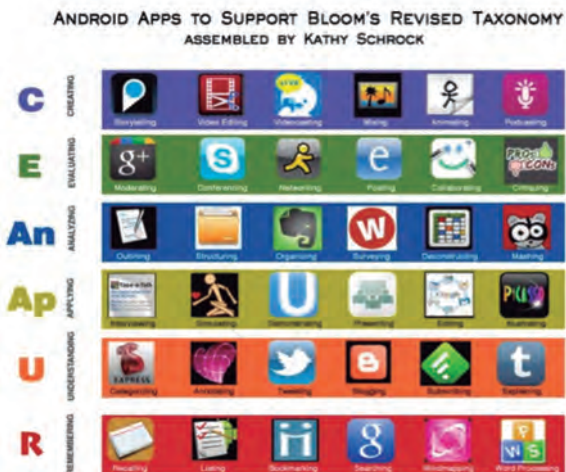 ANDROID APPS TO SUPPORT BLOOM'S REVISED TAXONOMY
ASSEMBLED BY KATHY SCHROCK
C
CREATING
Storytelling Video Editing Videocasting Mixing Animating Podcasting
E
EVALUATING
g+ S e PROs CONs
Moderating Conferencing Networking Posting Collaborating Critiquing
An
ANALYZING
W
Outlining Structuring Organizing Surveying Deconstructing Mashing
Ap
APPLYING
U
Interviewing Simulating Demonstrating Presenting Editing Illustrating
U
UNDERSTANDING
EXPRESS t
Categorizing Annotating Tweeting Blogging Subscribing Explaining
R
REMEMBERING
g P W S
Recalling Listing Bookmarking Searching Mindmapping Word Processing